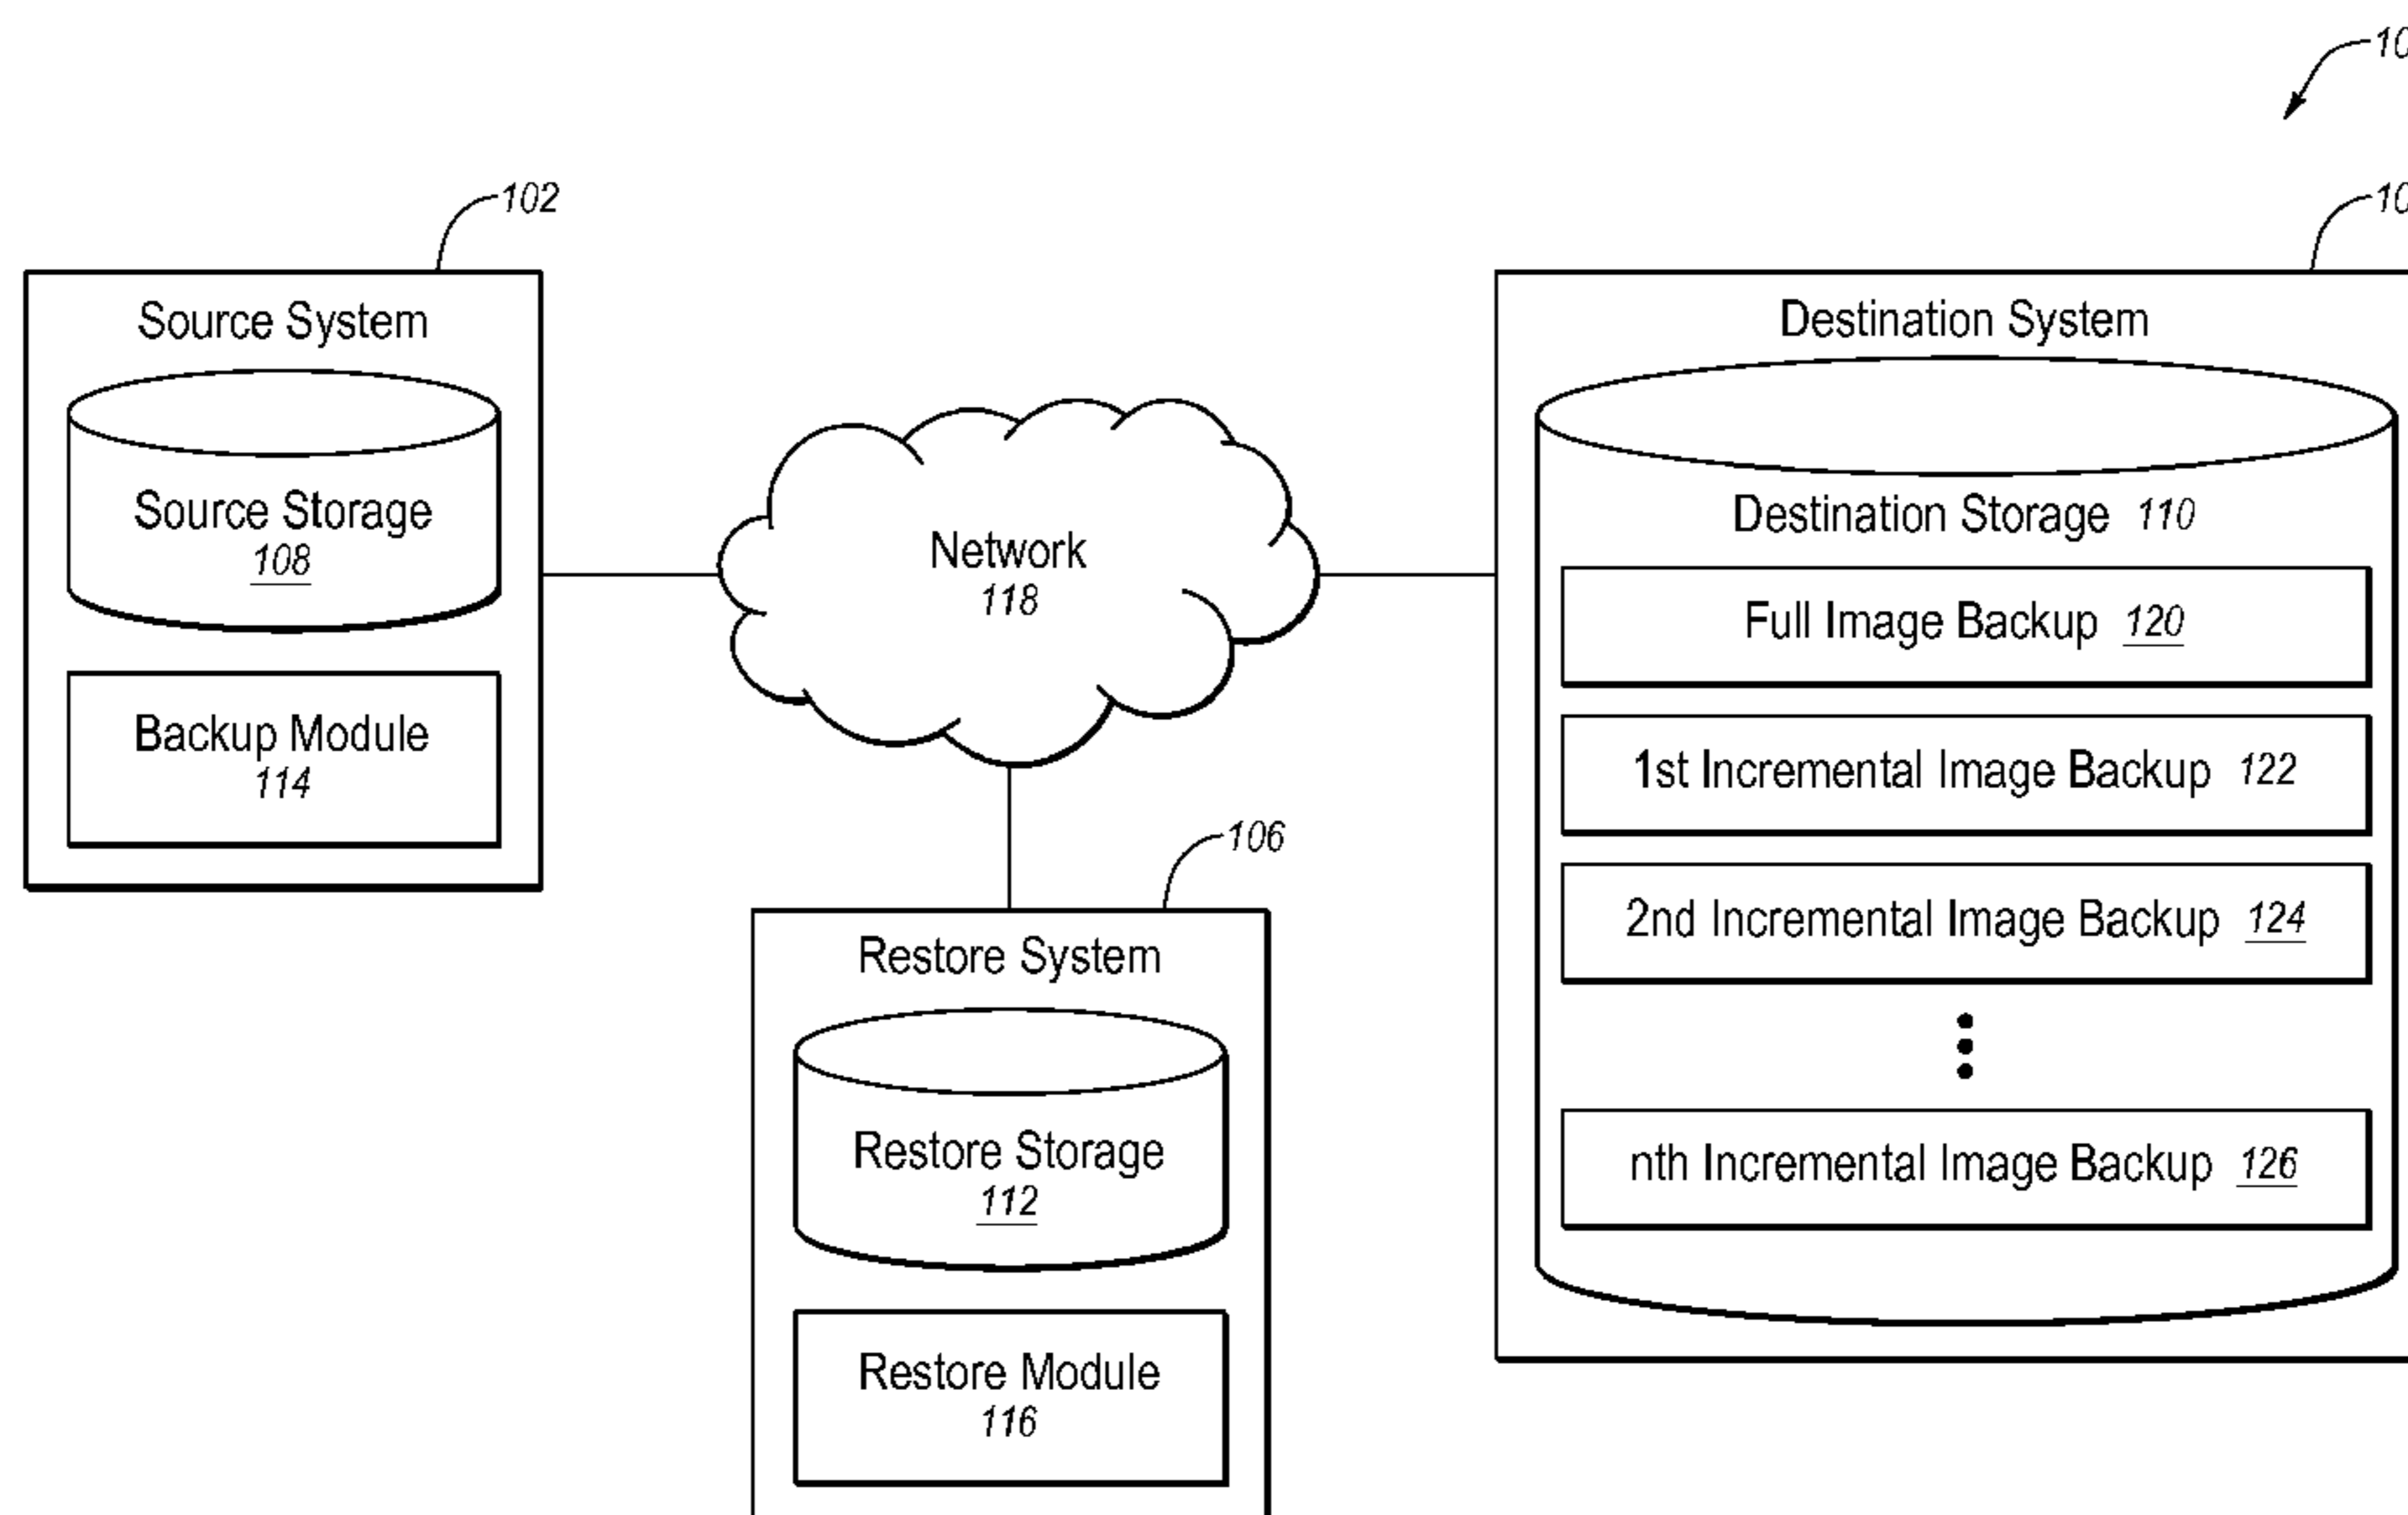 10
102
10
Source System
Source Storage
108
Backup Module
114
Network
118
Destination System
Destination Storage 110
Full Image Backup 120
1st Incremental Image Backup 122
2nd Incremental Image Backup 124
nth Incremental Image Backup 126
106
Restore System
Restore Storage
112
Restore Module
116